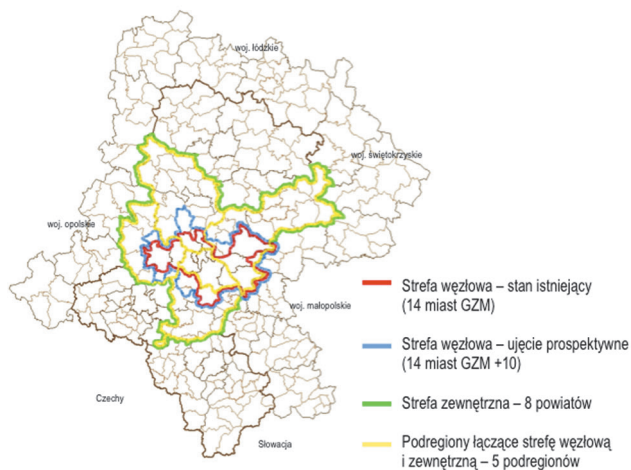 woj. łódzkie
woj. świętokrzyskie
woj. opolskie
woj. małopolskie
Czechy
Słowacja
Strefa węzłowa – stan istniejący
(14 miast GZM)
Strefa węzłowa – ujęcie prospektywne
(14 miast GZM +10)
Strefa zewnętrzna – 8 powiatów
Podregiony łączące strefę węzłową
i zewnętrzną – 5 podregionów